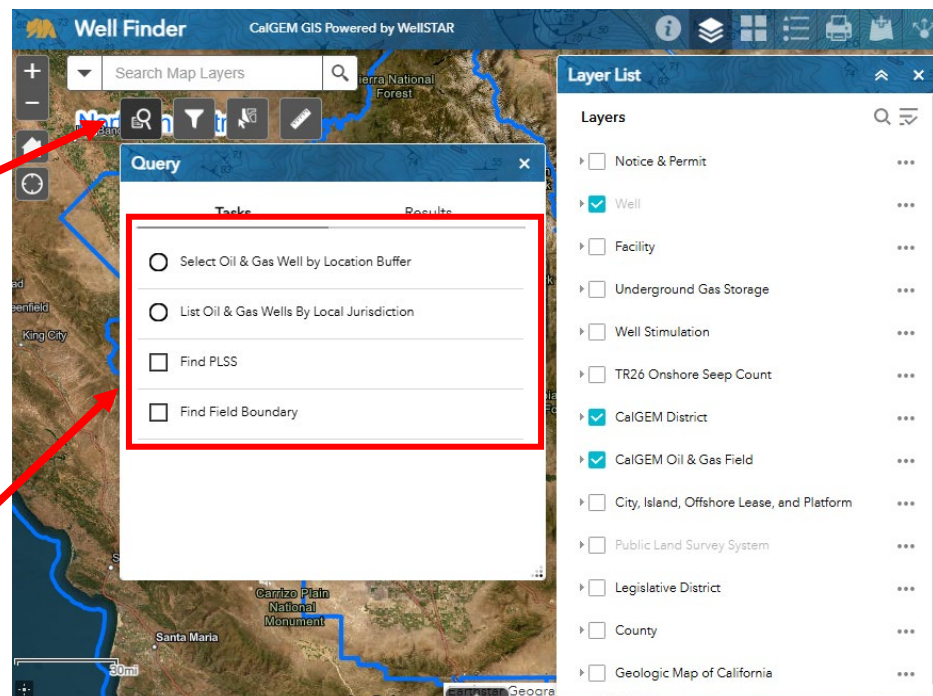 Well Finder
CalGEM GIS Powered by WellSTAR
Search Map Layers
ierra National
Forest
Query
Tasks
Results
Select Oil & Gas Well by Location Buffer
List Oil & Gas Wells By Local Jurisdiction
Find PLSS
Find Field Boundary
King City
Carrizo Plain
National
Monument
Santa Maria
30mi
Earthstar Geogra
Layer List
Layers
Notice & Permit
Well
Facility
Underground Gas Storage
Well Stimulation
TR26 Onshore Seep Count
CalGEM District
CalGEM Oil & Gas Field
City, Island, Offshore Lease, and Platform
Public Land Survey System
Legislative District
County
Geologic Map of California